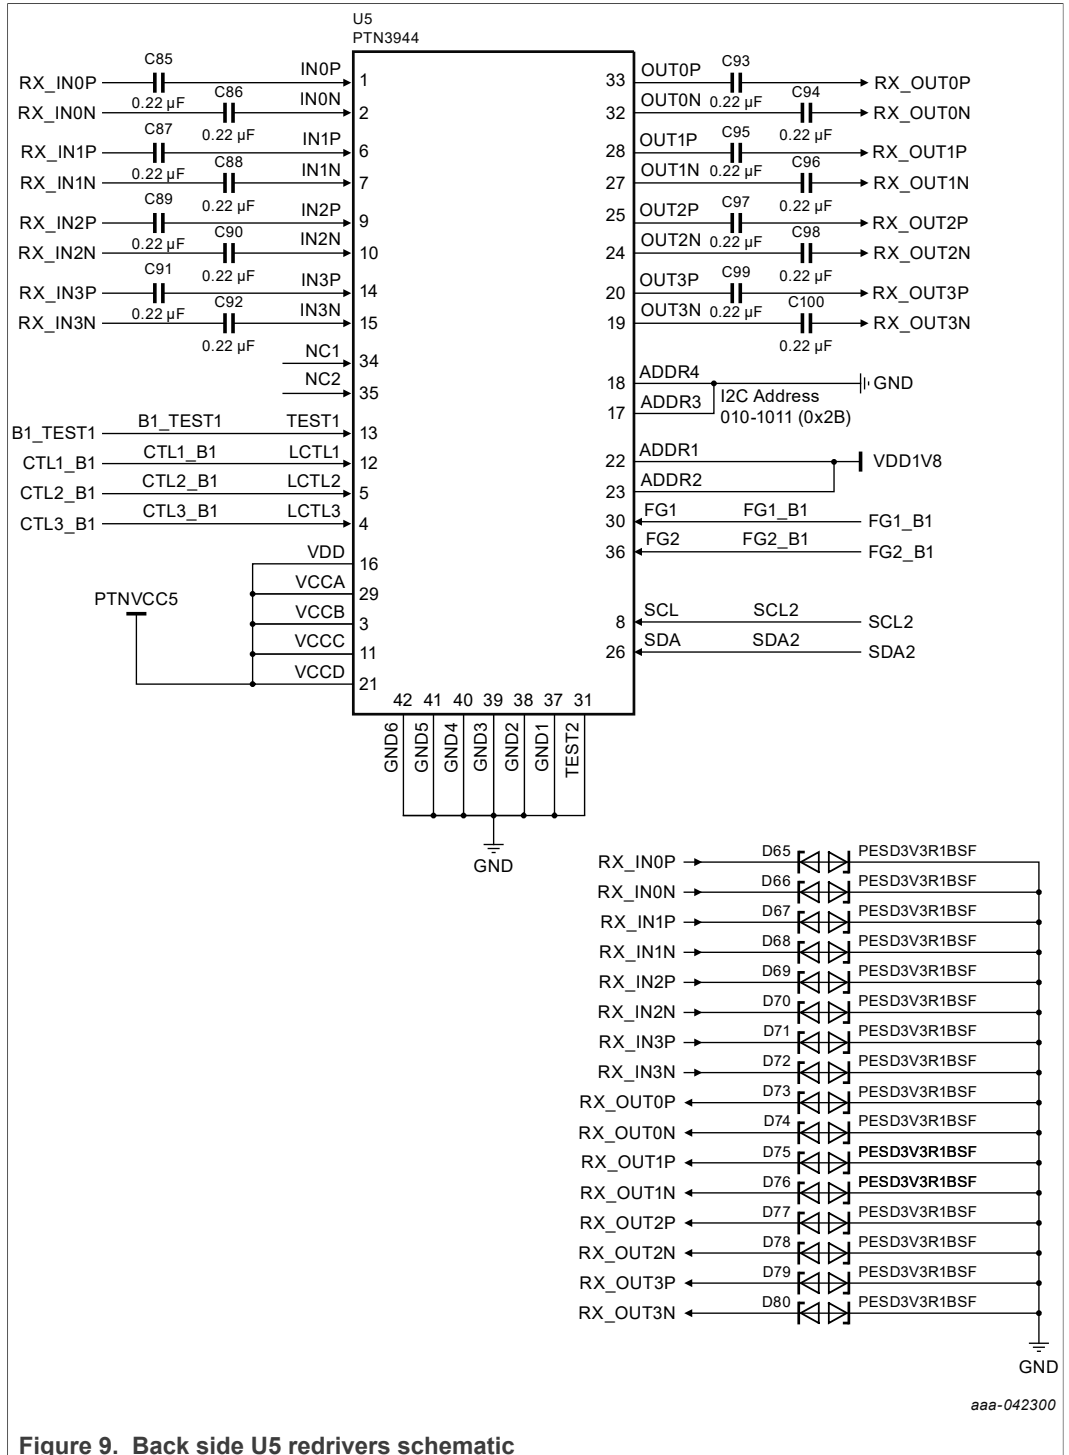 U5
PTN3944
RX_IN0P C85 0.22 µF IN0P 1
RX_IN0N C86 0.22 µF IN0N 2
RX_IN1P C87 0.22 µF IN1P 6
RX_IN1N C88 0.22 µF IN1N 7
RX_IN2P C89 0.22 µF IN2P 9
RX_IN2N C90 0.22 µF IN2N 10
RX_IN3P C91 0.22 µF IN3P 14
RX_IN3N C92 0.22 µF IN3N 15
NC1 34
NC2 35
B1_TEST1 B1_TEST1 TEST1 13
CTL1_B1 CTL1_B1 LCTL1 12
CTL2_B1 CTL2_B1 LCTL2 5
CTL3_B1 CTL3_B1 LCTL3 4
VDD 16
VCCA 29
PTNVCC5
VCCB 3
VCCC 11
VCCD 21
33 OUT0P C93 0.22 µF RX_OUT0P
32 OUT0N C94 0.22 µF RX_OUT0N
28 OUT1P C95 0.22 µF RX_OUT1P
27 OUT1N C96 0.22 µF RX_OUT1N
25 OUT2P C97 0.22 µF RX_OUT2P
24 OUT2N C98 0.22 µF RX_OUT2N
20 OUT3P C99 0.22 µF RX_OUT3P
19 OUT3N C100 0.22 µF RX_OUT3N
18 ADDR4 GND
17 ADDR3
I2C Address
010-1011 (0x2B)
22 ADDR1 VDD1V8
23 ADDR2
30 FG1 FG1_B1 FG1_B1
36 FG2 FG2_B1 FG2_B1
8 SCL SCL2 SCL2
26 SDA SDA2 SDA2
42 41 40 39 38 37 31
GND6 GND5 GND4 GND3 GND2 GND1 TEST2
GND
RX_IN0P D65 PESD3V3R1BSF
RX_IN0N D66 PESD3V3R1BSF
RX_IN1P D67 PESD3V3R1BSF
RX_IN1N D68 PESD3V3R1BSF
RX_IN2P D69 PESD3V3R1BSF
RX_IN2N D70 PESD3V3R1BSF
RX_IN3P D71 PESD3V3R1BSF
RX_IN3N D72 PESD3V3R1BSF
RX_OUT0P D73 PESD3V3R1BSF
RX_OUT0N D74 PESD3V3R1BSF
RX_OUT1P D75 PESD3V3R1BSF
RX_OUT1N D76 PESD3V3R1BSF
RX_OUT2P D77 PESD3V3R1BSF
RX_OUT2N D78 PESD3V3R1BSF
RX_OUT3P D79 PESD3V3R1BSF
RX_OUT3N D80 PESD3V3R1BSF
GND
aaa-042300
Figure 9. Back side U5 redrivers schematic